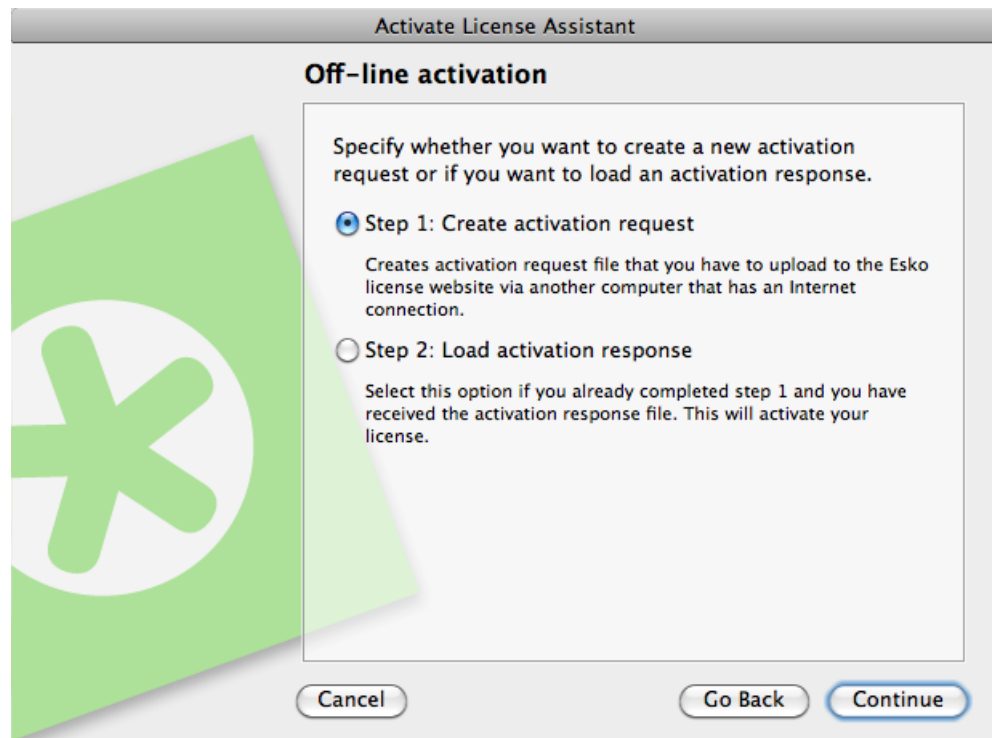 Activate License Assistant
Off-line activation
Specify whether you want to create a new activation
request or if you want to load an activation response.
Step 1: Create activation request
Creates activation request file that you have to upload to the Esko
license website via another computer that has an Internet
connection.
Step 2: Load activation response
Select this option if you already completed step 1 and you have
received the activation response file. This will activate your
license.
Cancel
Go Back
Continue